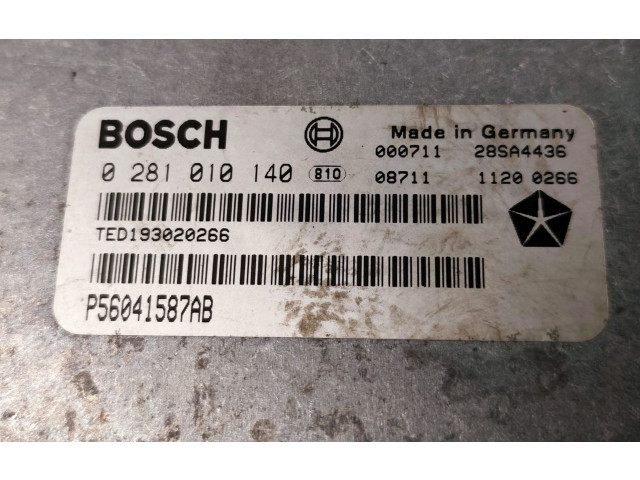 BOSCH Made in Germany
000711 28SA4436
0 281 010 140 810 08711 1120 0266
TED193020266
P56041587AB